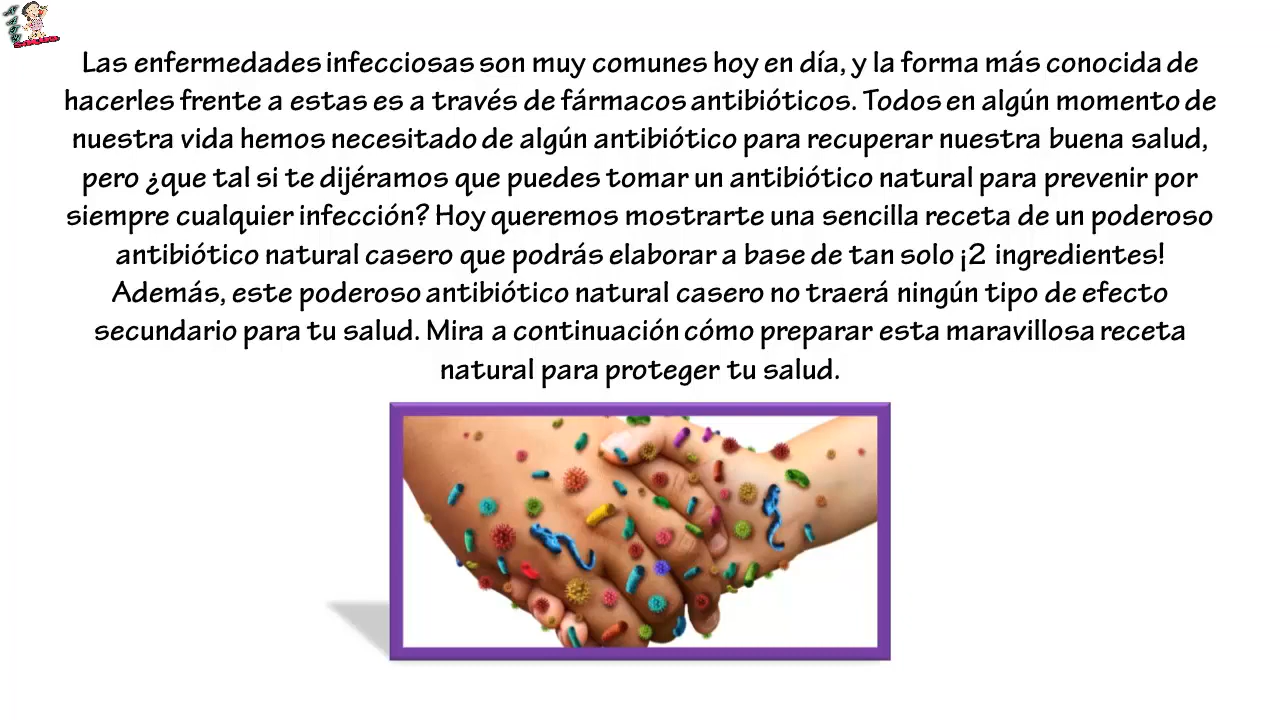 Las enfermedades infecciosas son muy comunes hoy en día, y la forma más conocida de
hacerles frente a estas es a través de fármacos antibióticos. Todos en algún momento de
nuestra vida hemos necesitado de algún antibiótico para recuperar nuestra buena salud,
pero ¿que tal si te dijéramos que puedes tomar un antibiótico natural para prevenir por
siempre cualquier infección? Hoy queremos mostrarte una sencilla receta de un poderoso
antibiótico natural casero que podrás elaborar a base de tan solo ¡2 ingredientes!
Además, este poderoso antibiótico natural casero no traerá ningún tipo de efecto
secundario para tu salud. Mira a continuación cómo preparar esta maravillosa receta
natural para proteger tu salud.